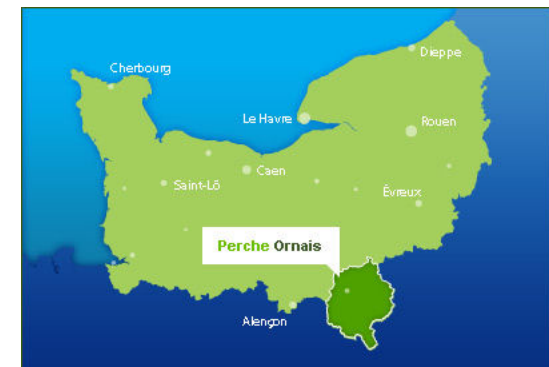 Dieppe
Cherbourg
Le Havre
Rouen
Caen
Saint-Lô
Évreux
Perche Ornais
Alençon